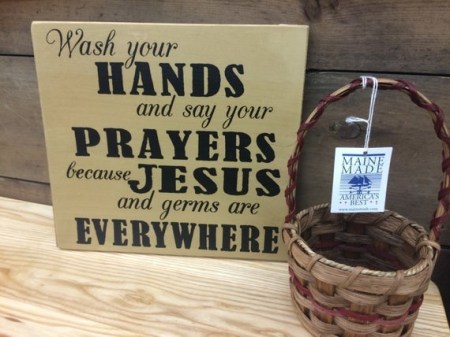 Wash your
HANDS
and say your
PRAYERS
because JESUS
and germs are
EVERYWHERE
MAINE
MADE
AMERICA'S
BEST